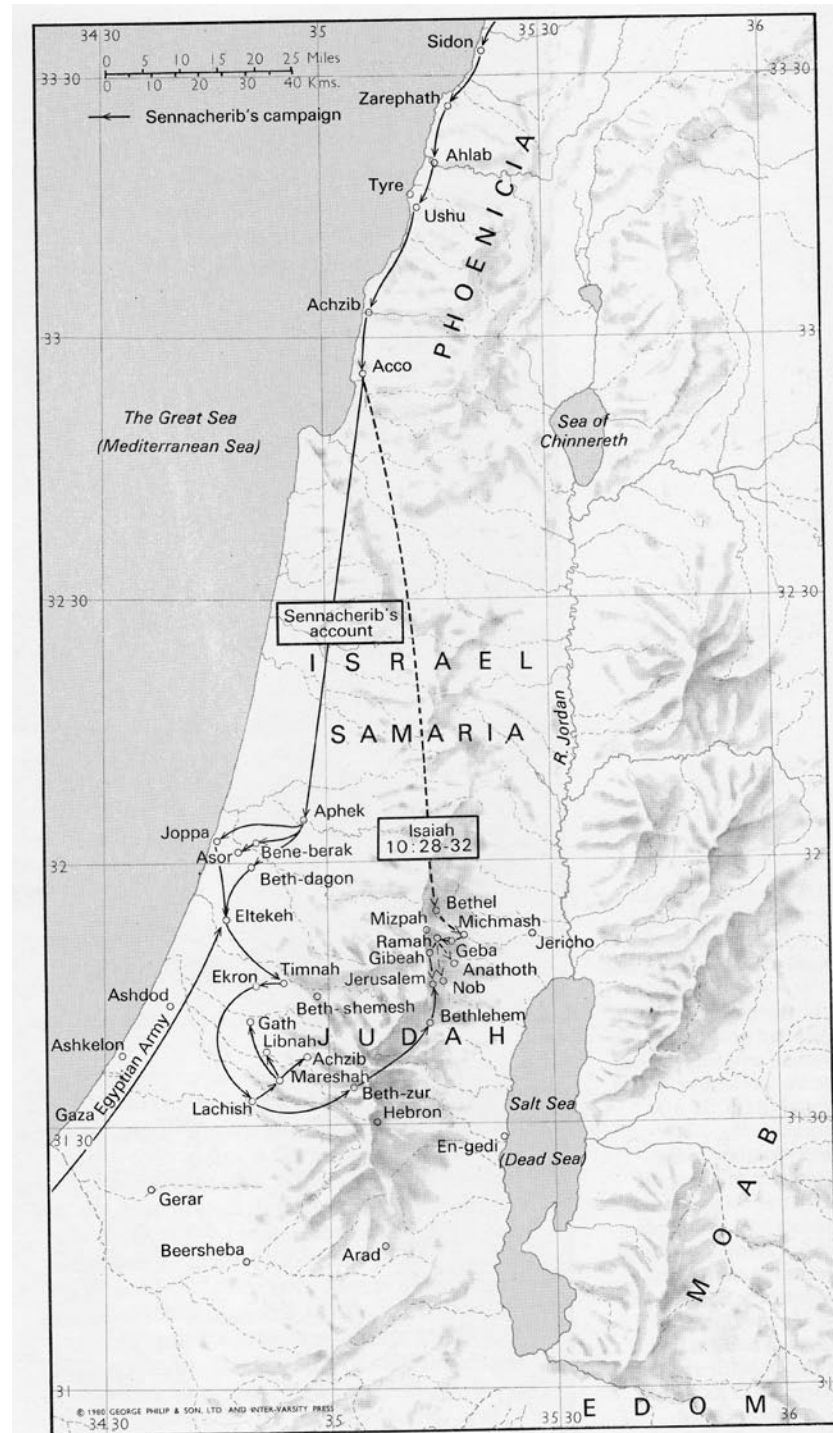 34 30
35
35 30
36
Sidon
0 5 10 15 20 25 Miles
0 10 20 30 40 Kms.
33 30
33 30
Sennacherib's campaign
Zarephath
Ahlab
Tyre
Ushu
PHOENICIA
Achzib
33
33
Acco
The Great Sea
(Mediterranean Sea)
Sea of
Chinnereth
32 30
32 30
Sennacherib's
account
ISRAEL
R. Jordan
SAMARIA
Aphek
Joppa
Isaiah
10:28-32
Asor
Bene-berak
32
32
Beth-dagon
Bethel
Eltekeh
Mizpah
Michmash
Ramah
Jericho
Geba
Gibeah
Anathoth
Ekron
Timnah
Jerusalem
Nob
Ashdod
Beth-shemesh
Bethlehem
Gath
JUDAH
Libnah
Ashkelon
Achzib
Egyptian Army
Mareshah
Beth-zur
Lachish
Salt Sea
Gaza
Hebron
31 30
31 30
En-gedi
(Dead Sea)
MOAB
Gerar
Beersheba
Arad
31
31
© 1980 GEORGE PHILIP & SON, LTD. AND INTER-VARSITY PRESS
34 30
35
35 30
EDOM
36